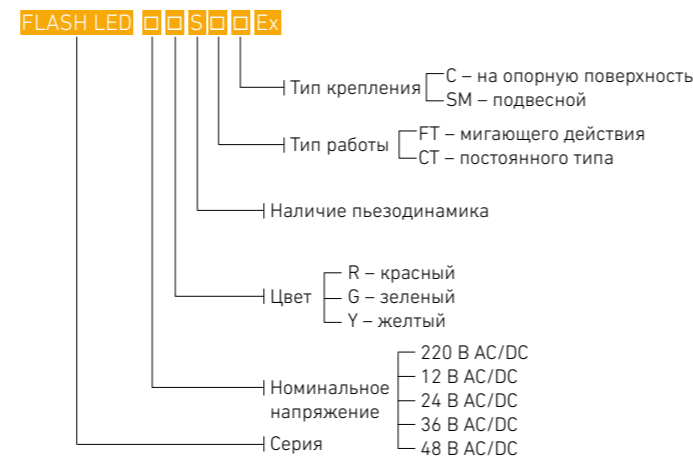 FLASH LED □ □ S □ □ Ex
Тип крепления
C – на опорную поверхность
SM – подвесной
Тип работы
FT – мигающего действия
CT – постоянного типа
Наличие пьезодинамика
Цвет
R – красный
G – зеленый
Y – желтый
Номинальное
напряжение
220 В AC/DC
12 В AC/DC
24 В AC/DC
36 В AC/DC
48 В AC/DC
Серия